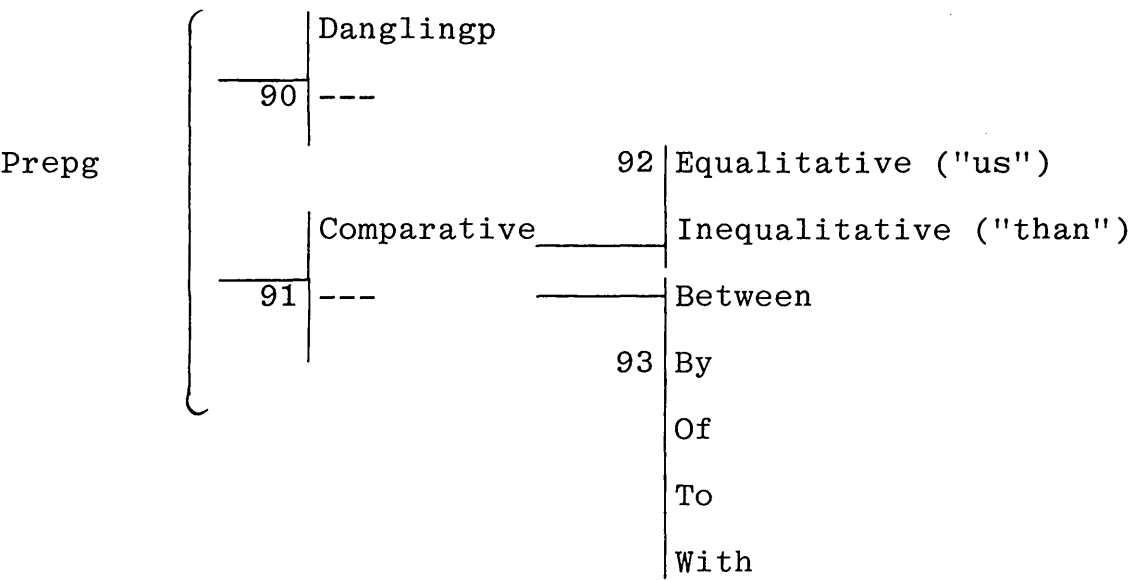 Danglingp
90 ---
Prepg
92 Equalitative ("us")
Comparative Inequalitative ("than")
91 --- Between
93 By
Of
To
With